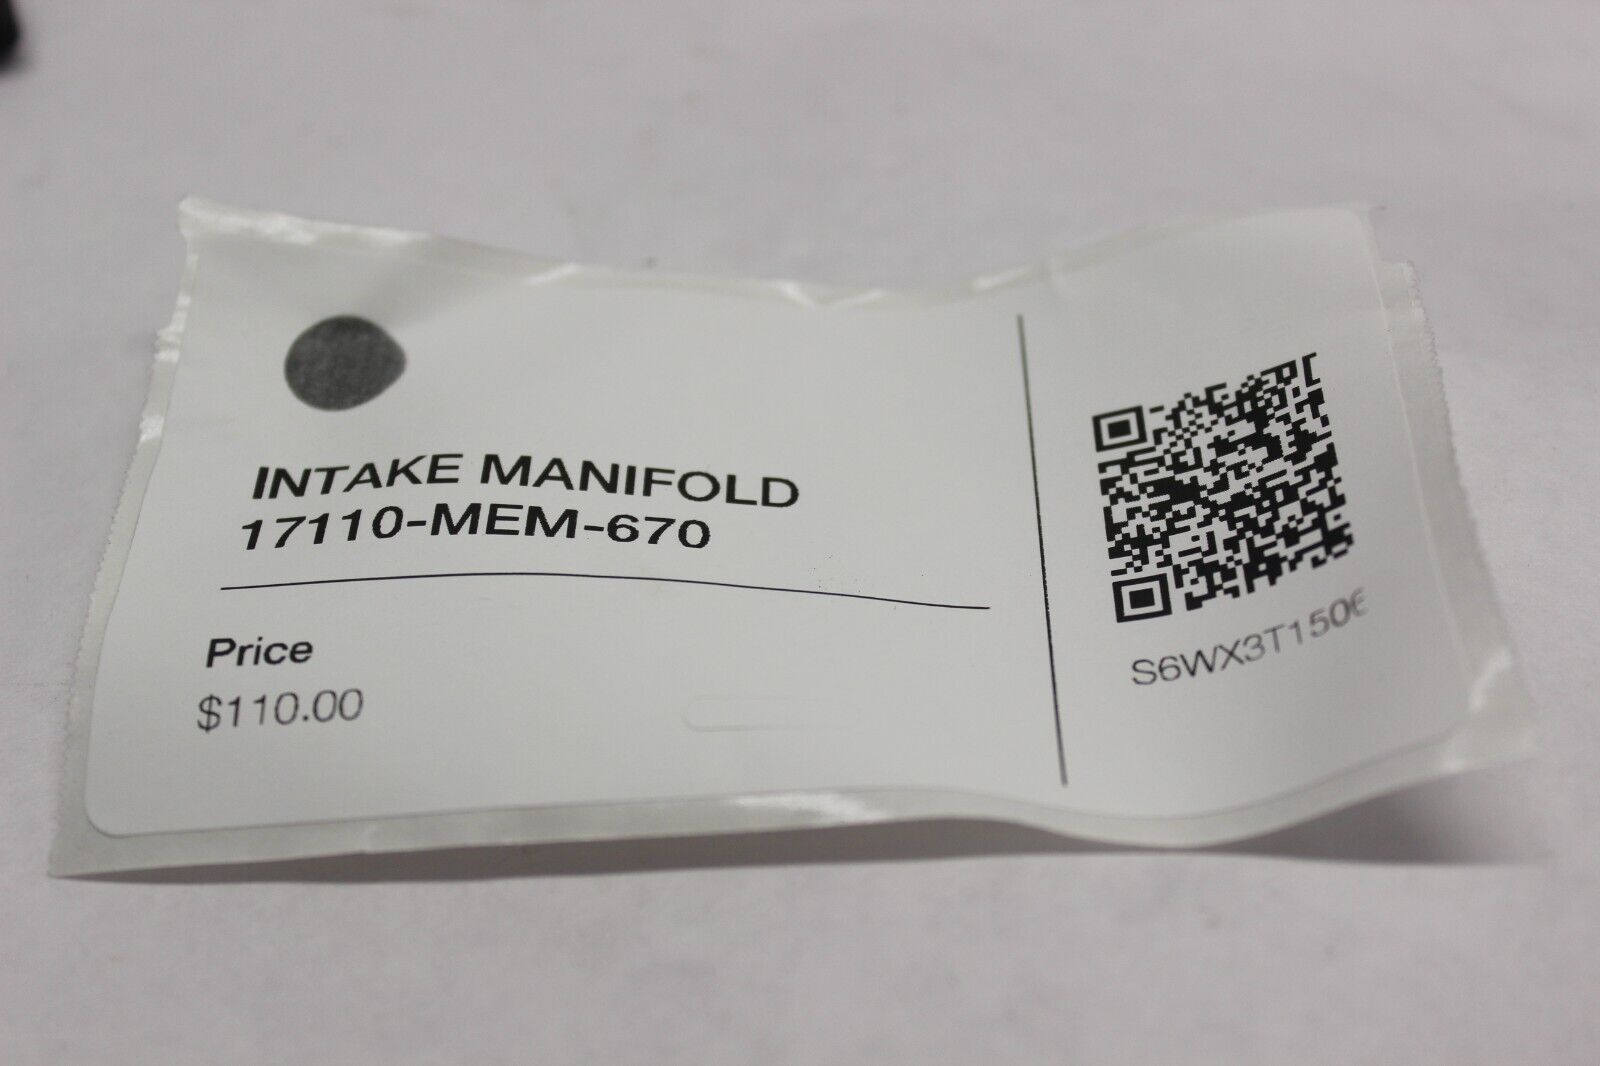 INTAKE MANIFOLD
17110-MEM-670
Price
$110.00
S6WX3T1506